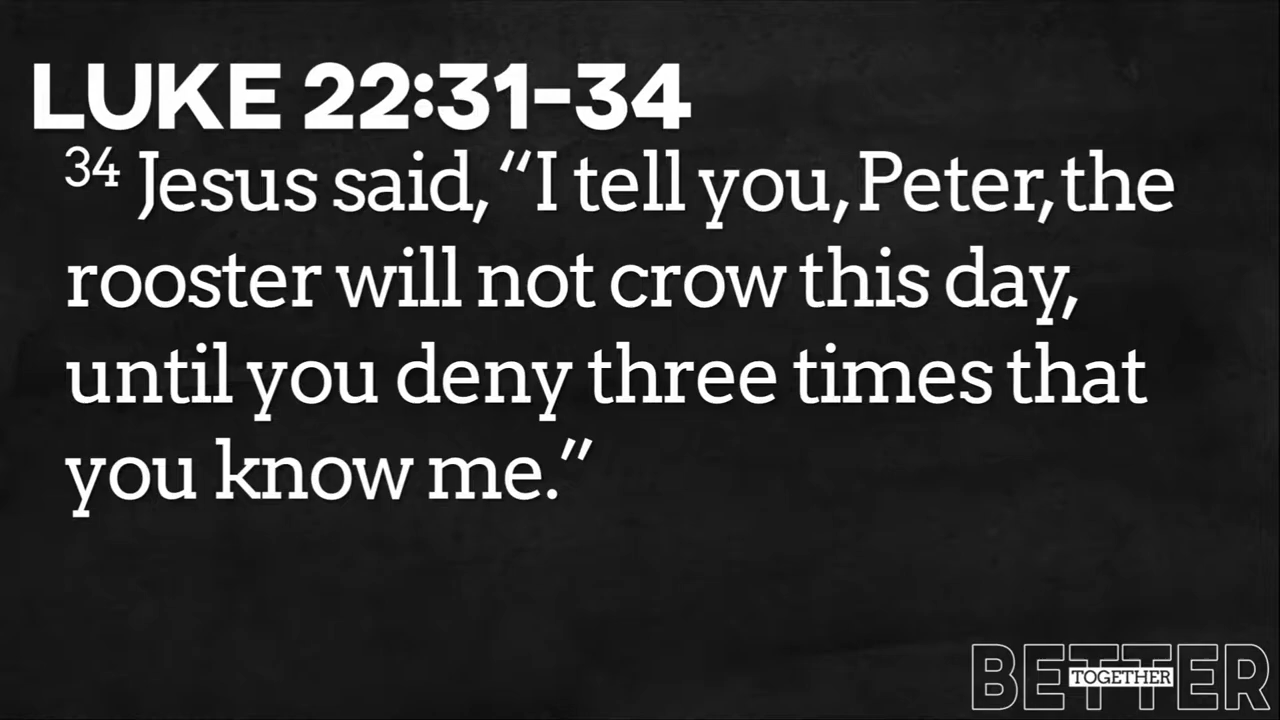 LUKE 22:31-34
34 Jesus said, “I tell you, Peter, the
rooster will not crow this day,
until you deny three times that
you know me.”
BETTER
TOGETHER